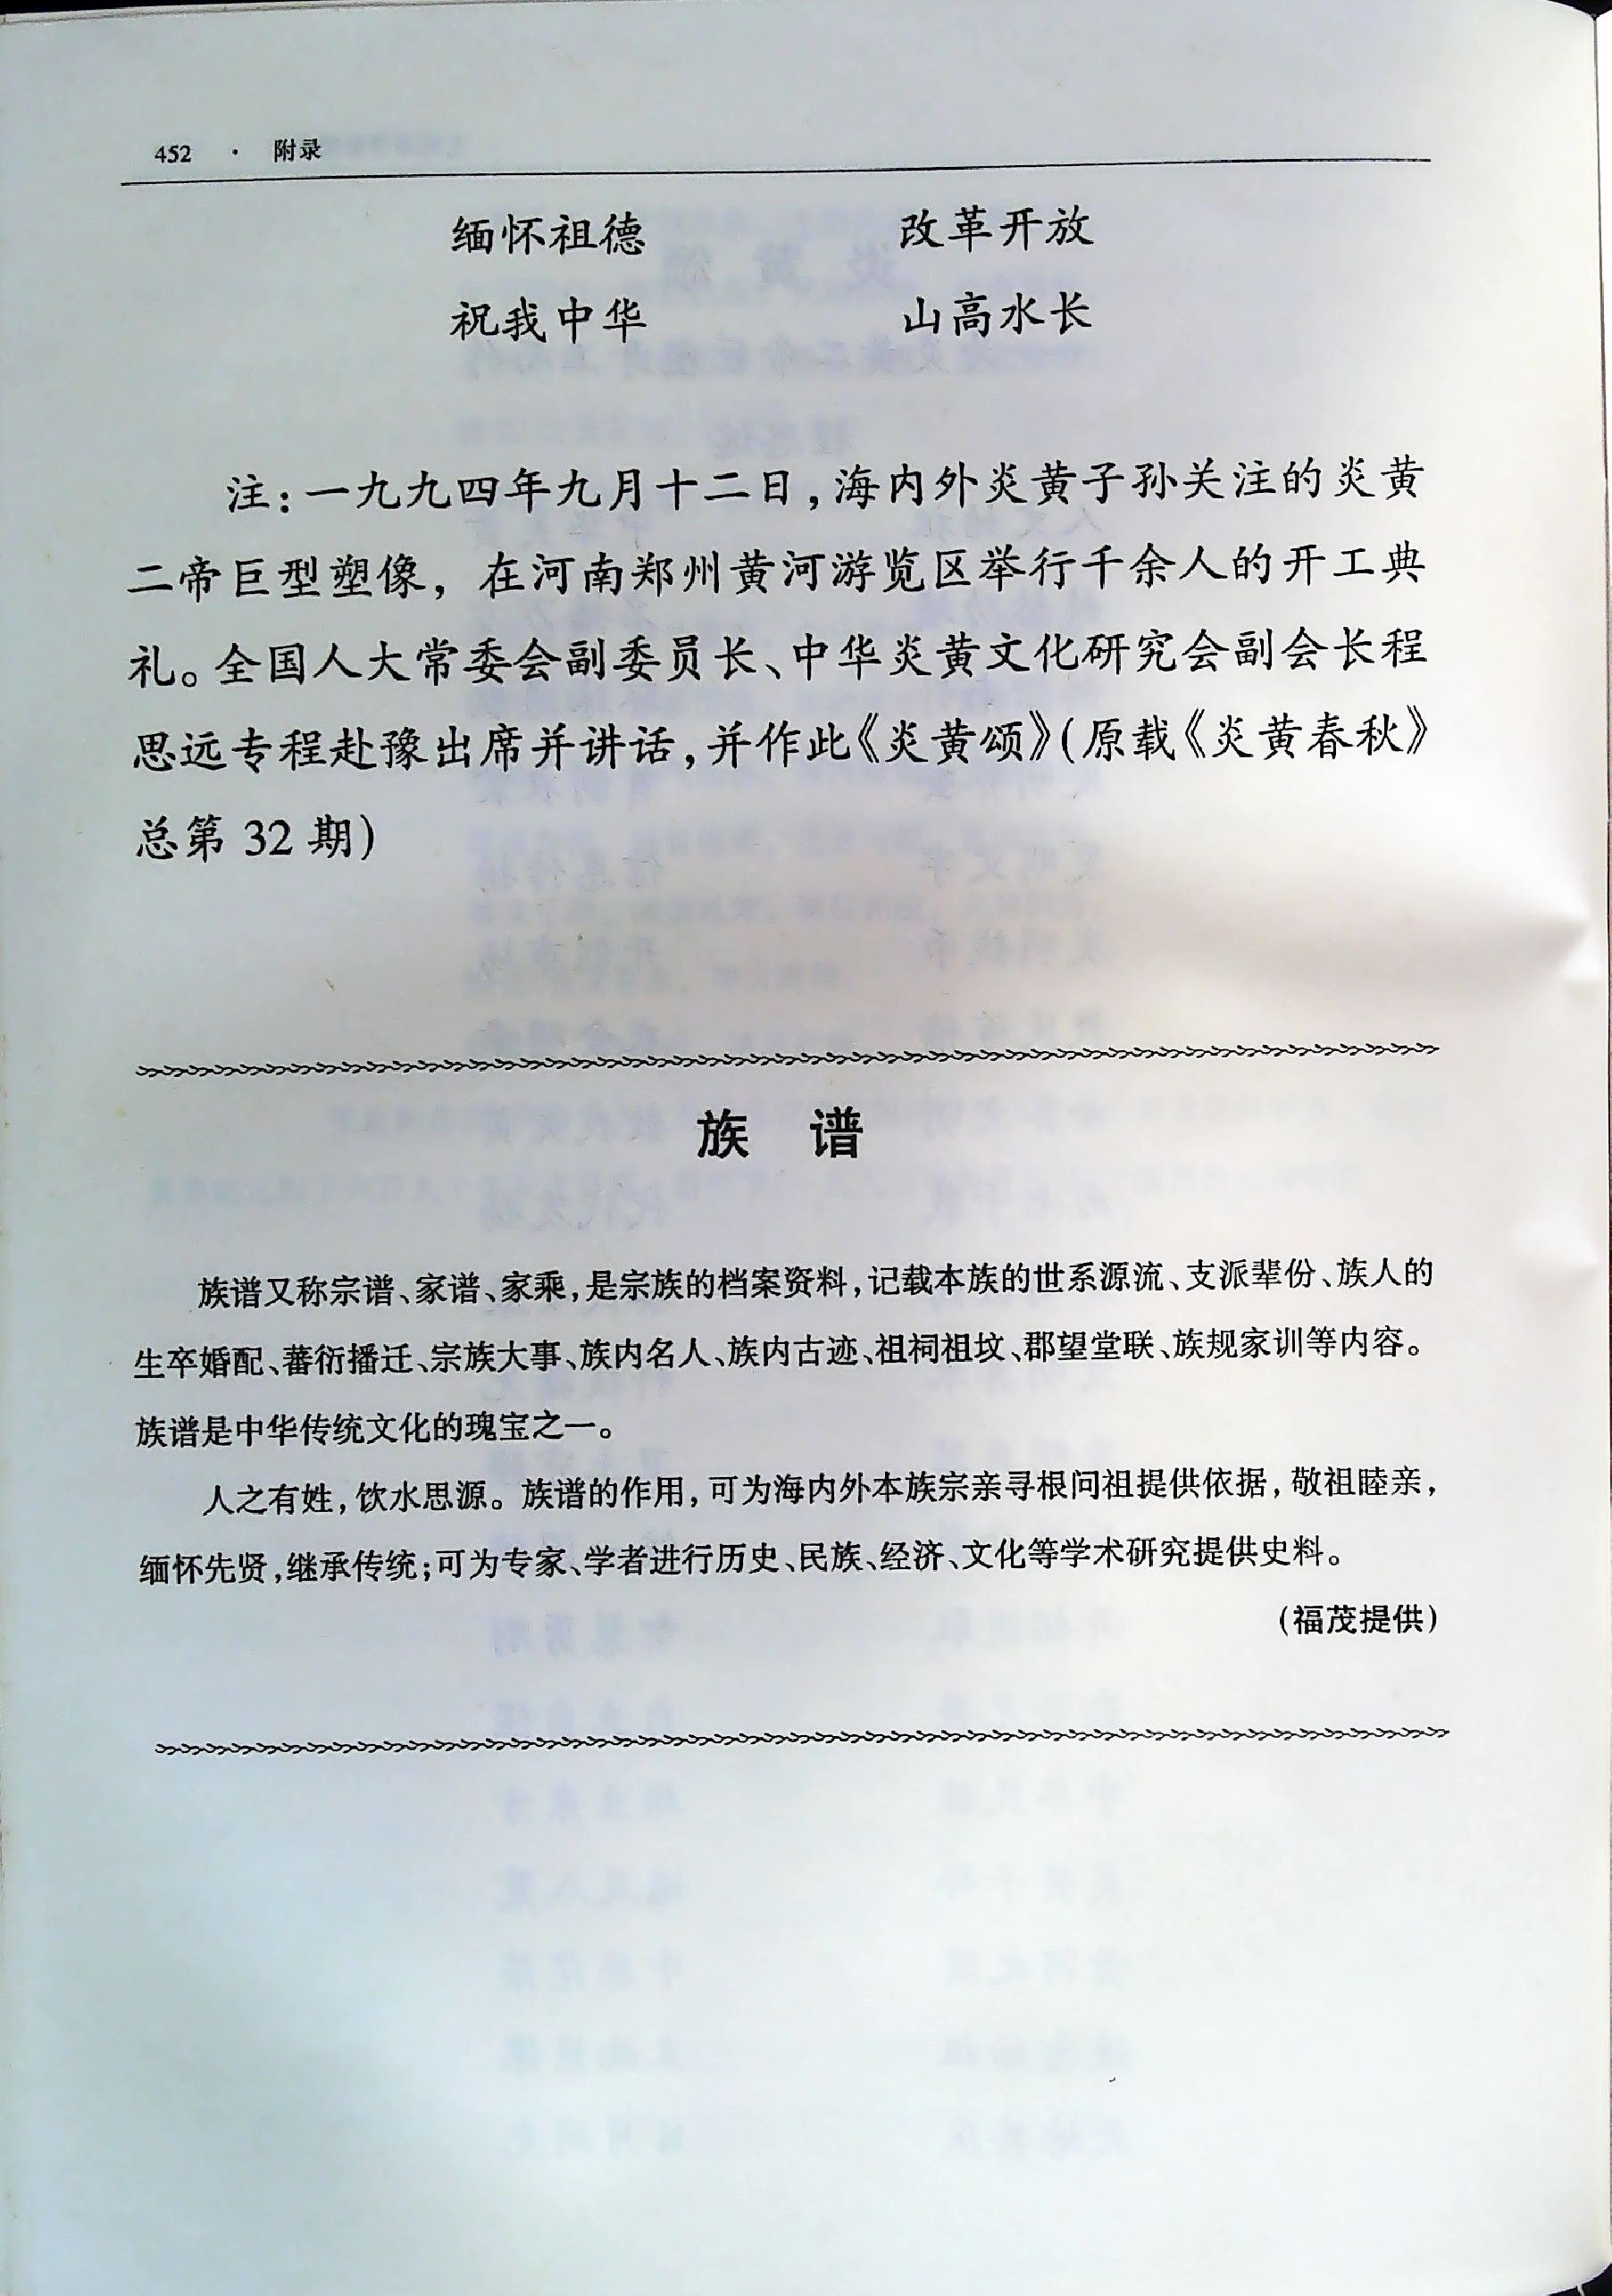 452 · 附录
缅怀祖德 改革开放
祝我中华 山高水长
注：一九九四年九月十二日，海内外炎黄子孙关注的炎黄
二帝巨型塑像，在河南郑州黄河游览区举行千余人的开工典
礼。全国人大常委会副委员长、中华炎黄文化研究会副会长程
思远专程赴豫出席并讲话，并作此《炎黄颂》（原载《炎黄春秋》
总第 32 期）
族 谱
族谱又称宗谱、家谱、家乘，是宗族的档案资料，记载本族的世系源流、支派辈份、族人的
生卒婚配、蕃衍播迁、宗族大事、族内名人、族内古迹、祖祠祖坟、郡望堂联、族规家训等内容。
族谱是中华传统文化的瑰宝之一。
人之有姓，饮水思源。族谱的作用，可为海内外本族宗亲寻根问祖提供依据，敬祖睦亲，
缅怀先贤，继承传统；可为专家、学者进行历史、民族、经济、文化等学术研究提供史料。
（福茂提供）